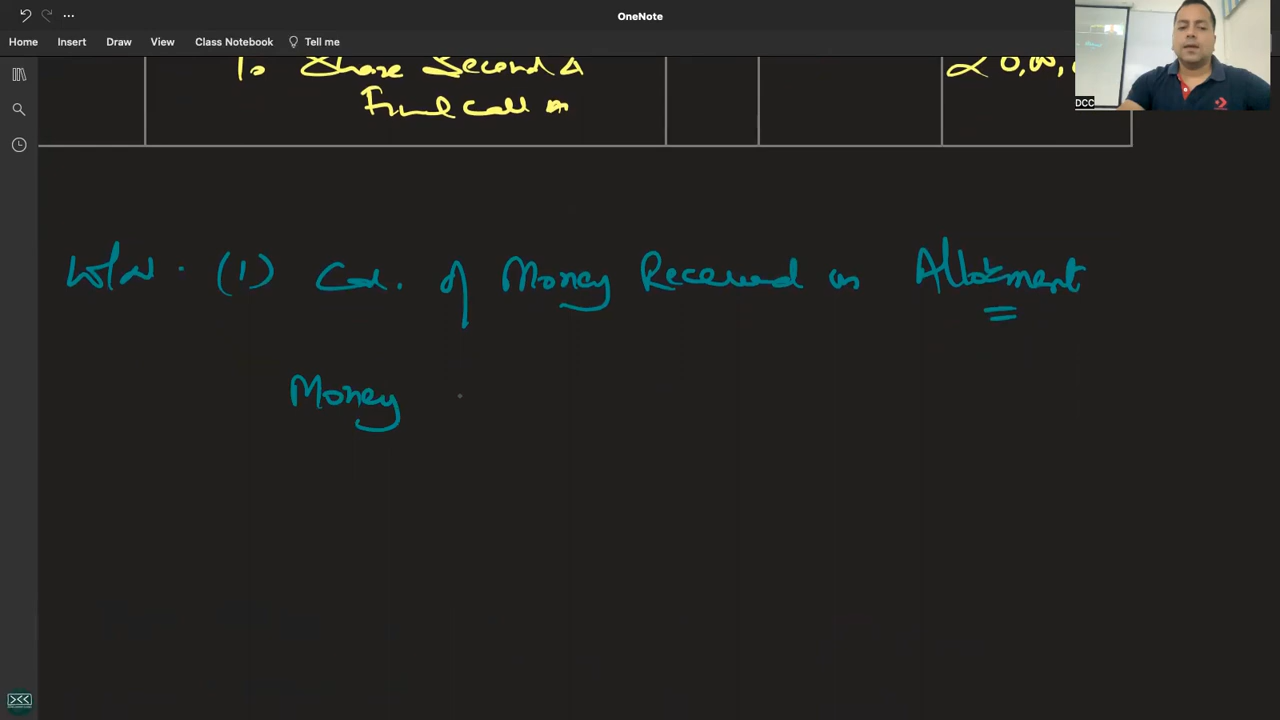 OneNote
Home Insert Draw View Class Notebook Tell me
To Share Second &
Final Call A/c
DCC
W/N. (1) Cal. of Money Received on Allotment
Money